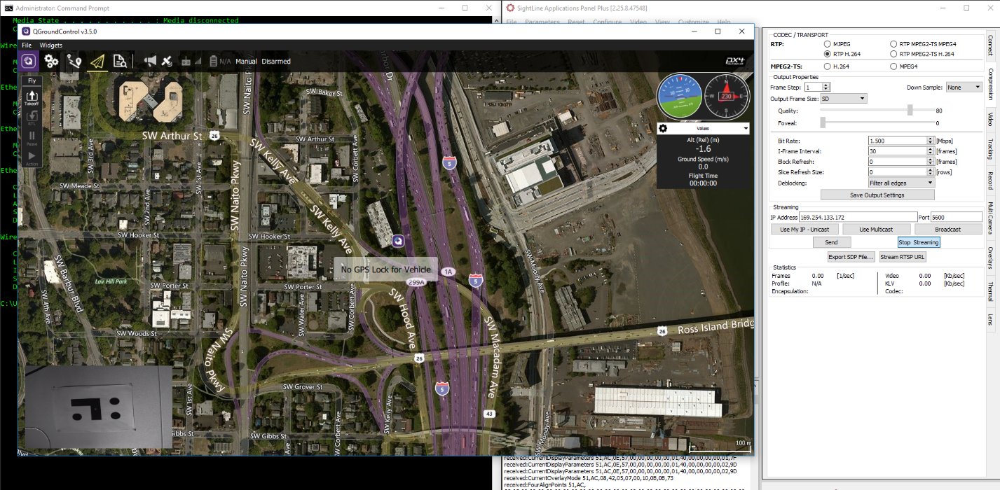 Administrator: Command Prompt
Media State . . . . . . . . . . . : Media disconnected
SightLine Applications Panel Plus [2.25.8.47548]
File Parameters Reset Configure Video View Customize Help
QGroundControl v3.5.0
File Widgets
N/A Manual Disarmed
PX4
Fly
Takeoff
RTL
Pause
Action
Wire
Ethe
Ethe
Ethe
Wire
C:\U
SW Baker St
SW Naito Pkwy
SW Arthur St
26
SW Arthur St
SW Kelly Ave
SW Corbett Ave
SW 3rd Ave
SW 1st Ave
5
SW Meade St
SW 2nd Ave
SW Naito Pkwy
SW Kelly Ave
SW Hooker St
SW Hooker St
SW Barbur Blvd
Lair Hill Park
SW Naito Pkwy
No GPS Lock for Vehicle
1A
299A
5
SW Moody Ave
SW Porter St
SW Porter St
SW 4th Ave
SW Water Ave
SW Corbett Ave
SW Hood Ave
SW Macadam Ave
SW Woods St
26
Ross Island Bridg
SW Naito Pkwy
26
SW Grover St
5
SW 1st Ave
SW Kelly Ave
SW Corbett Ave
43
SW Moody Ave
Gibbs St
SW Gibbs St
100 m
10 10
10 10
N
W 230 E
S
Values
Alt (Rel) (m)
-1.6
Ground Speed (m/s)
0.0
Flight Time
00:00:00
CODEC / TRANSPORT
RTP: MJPEG RTP MPEG2-TS MPEG4
RTP H.264 RTP MPEG2-TS H.264
MPEG2-TS: H.264 MPEG4
Output Properties
Frame Step: 1 Down Sample: None
Output Frame Size: SD
Quality: 80
Foveal: 0
Bit Rate: 1.500 [Mbps]
I-Frame Interval: 30 [frames]
Block Refresh: 0 [frames]
Slice Refresh Size: 0 [rows]
Deblocking: Filter all edges
Save Output Settings
Streaming
IP Address 169.254.133.172 Port 5600
Use My IP - Unicast Use Multicast Broadcast
Send Stop Streaming
Export SDP File... Stream RTSP URL
Statistics
Frames 0.00 [1/sec] Video 0.00 [Kb/sec]
Profile: N/A KLV 0.00 [Kb/sec]
Encapsulation: Codec:
Connect
Compression
Video
Tracking
Record
Multi Camera
Overlays
Thermal
Lens
received:CurrentDisplayParameters 51,AC,0E,57,00,00,00,00,00,01,40,00,00,00,00,01,7F
received:CurrentDisplayParameters 51,AC,0E,57,00,00,00,00,00,01,40,00,00,00,00,02,9D
received:CurrentOverlayMode 51,AC,08,42,05,07,00,10,0B,0B,73
received:FourAlignPoints 51,AC,